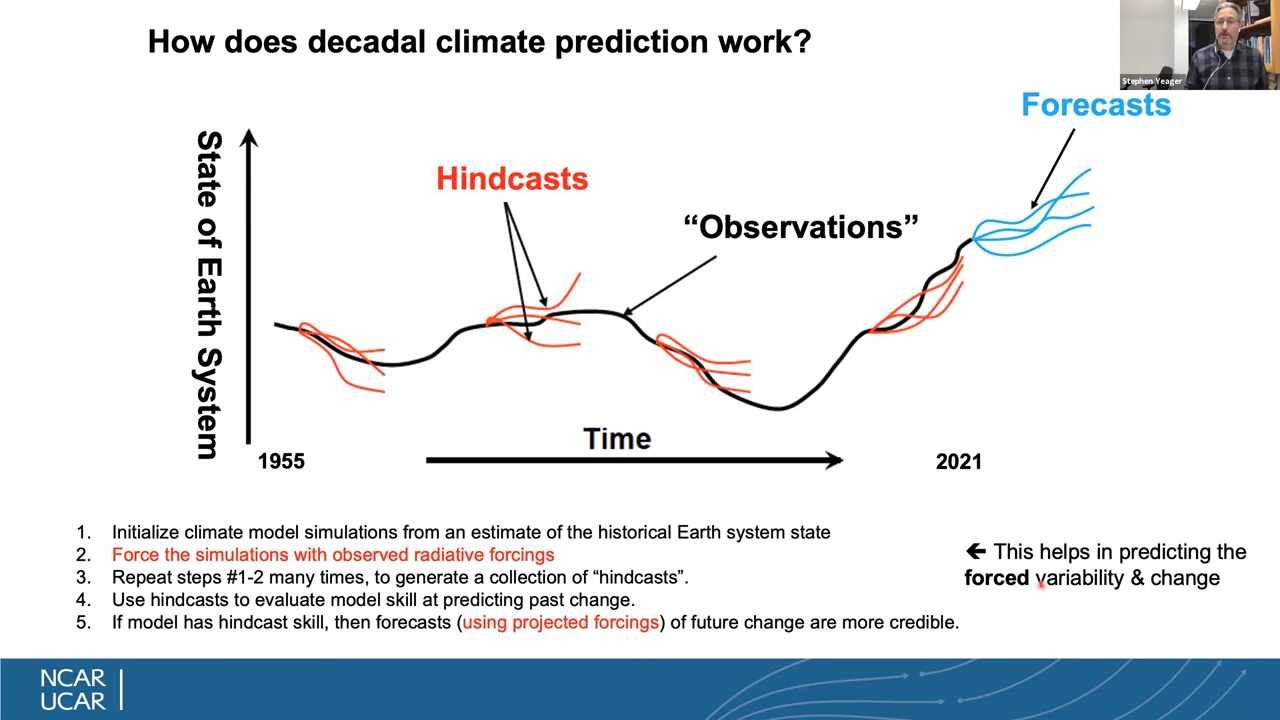 How does decadal climate prediction work?
Stephen Yeager
Forecasts
State of Earth System
Hindcasts
“Observations”
Time
1955
2021
1. Initialize climate model simulations from an estimate of the historical Earth system state
2. Force the simulations with observed radiative forcings
3. Repeat steps #1-2 many times, to generate a collection of “hindcasts”.
4. Use hindcasts to evaluate model skill at predicting past change.
5. If model has hindcast skill, then forecasts (using projected forcings) of future change are more credible.
← This helps in predicting the
forced variability & change
NCAR
UCAR